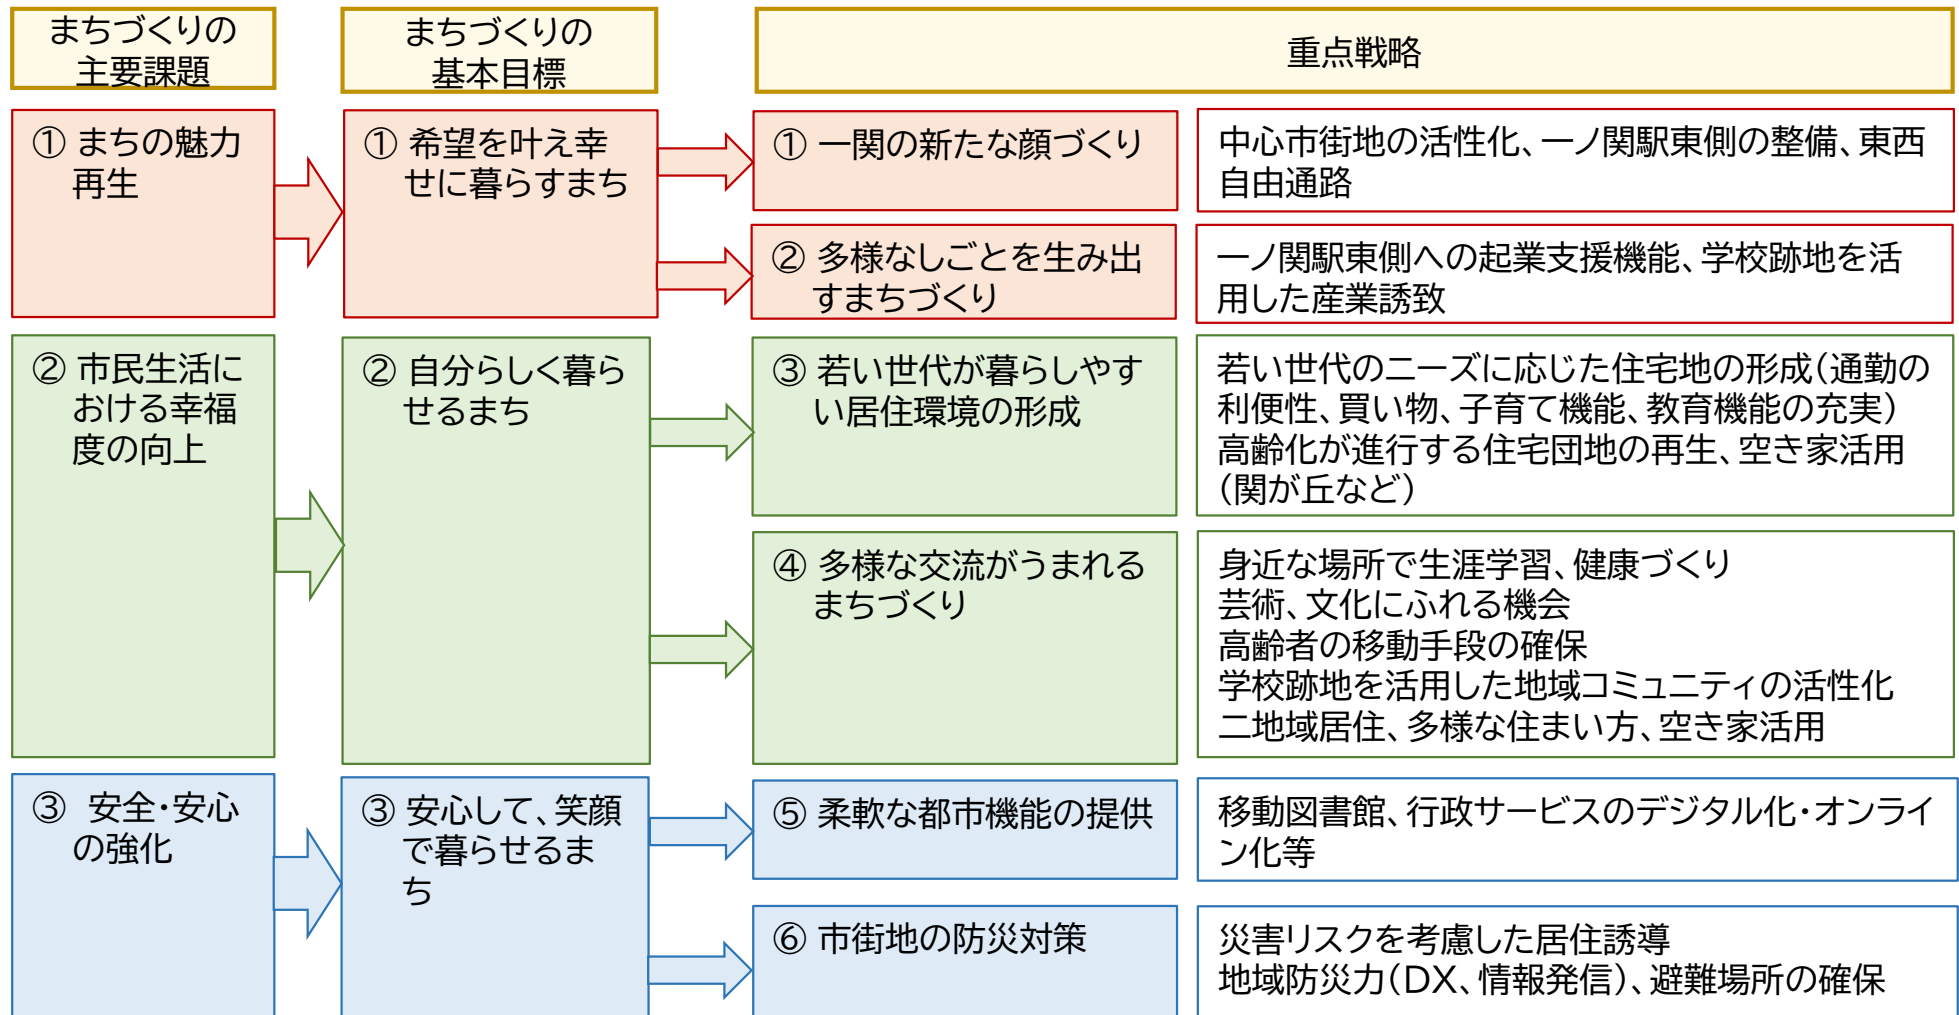 まちづくりの
主要課題
まちづくりの
基本目標
重点戦略
① まちの魅力
再生
① 希望を叶え幸
せに暮らすまち
① 一関の新たな顔づくり
中心市街地の活性化、一ノ関駅東側の整備、東西
自由通路
② 多様なしごとを生み出
すまちづくり
一ノ関駅東側への起業支援機能、学校跡地を活
用した産業誘致
② 市民生活に
おける幸福
度の向上
② 自分らしく暮ら
せるまち
③ 若い世代が暮らしやす
い居住環境の形成
若い世代のニーズに応じた住宅地の形成(通勤の
利便性、買い物、子育て機能、教育機能の充実)
高齢化が進行する住宅団地の再生、空き家活用
(関が丘など)
④ 多様な交流がうまれる
まちづくり
身近な場所で生涯学習、健康づくり
芸術、文化にふれる機会
高齢者の移動手段の確保
学校跡地を活用した地域コミュニティの活性化
二地域居住、多様な住まい方、空き家活用
③ 安全・安心
の強化
③ 安心して、笑顔
で暮らせるま
ち
⑤ 柔軟な都市機能の提供
移動図書館、行政サービスのデジタル化・オンライ
ン化等
⑥ 市街地の防災対策
災害リスクを考慮した居住誘導
地域防災力(DX、情報発信)、避難場所の確保